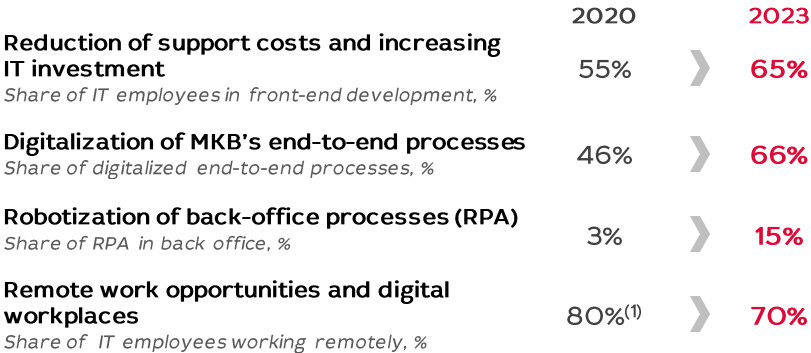 2020 2023
Reduction of support costs and increasing
IT investment
55% 65%
Share of IT employees in front-end development, %
Digitalization of MKB's end-to-end processes
46% 66%
Share of digitalized end-to-end processes, %
Robotization of back-office processes (RPA)
3% 15%
Share of RPA in back office, %
Remote work opportunities and digital
workplaces
80%(1) 70%
Share of IT employees working remotely, %